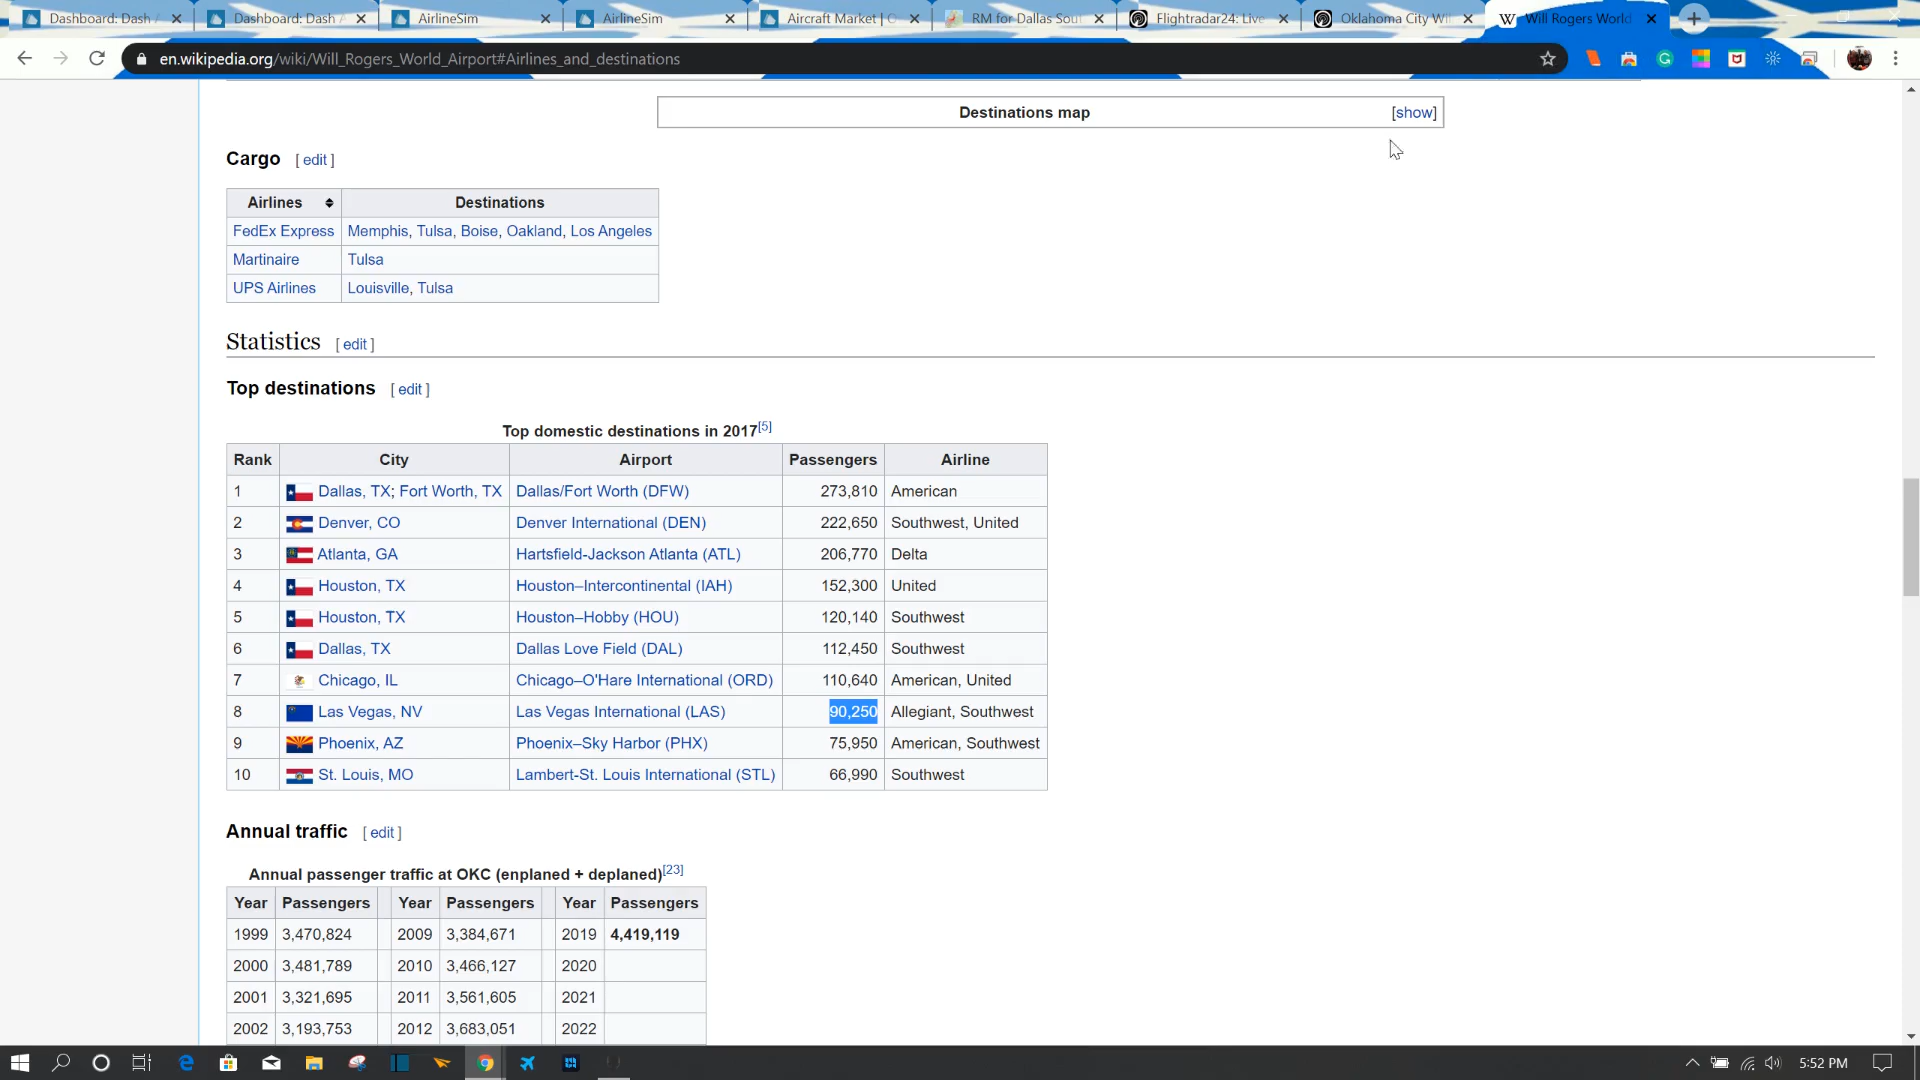 Dashboard: Dash A
Dashboard: Dash A
AirlineSim
AirlineSim
Aircraft Market | C
RM for Dallas Sout
Flightradar24: Live
Oklahoma City Will
Will Rogers World
en.wikipedia.org/wiki/Will_Rogers_World_Airport#Airlines_and_destinations
Destinations map [show]
Cargo [ edit ]
Airlines Destinations
FedEx Express Memphis, Tulsa, Boise, Oakland, Los Angeles
Martinaire Tulsa
UPS Airlines Louisville, Tulsa
Statistics [ edit ]
Top destinations [ edit ]
Top domestic destinations in 2017[5]
Rank City Airport Passengers Airline
1 Dallas, TX; Fort Worth, TX Dallas/Fort Worth (DFW) 273,810 American
2 Denver, CO Denver International (DEN) 222,650 Southwest, United
3 Atlanta, GA Hartsfield-Jackson Atlanta (ATL) 206,770 Delta
4 Houston, TX Houston–Intercontinental (IAH) 152,300 United
5 Houston, TX Houston–Hobby (HOU) 120,140 Southwest
6 Dallas, TX Dallas Love Field (DAL) 112,450 Southwest
7 Chicago, IL Chicago–O'Hare International (ORD) 110,640 American, United
8 Las Vegas, NV Las Vegas International (LAS) 90,250 Allegiant, Southwest
9 Phoenix, AZ Phoenix–Sky Harbor (PHX) 75,950 American, Southwest
10 St. Louis, MO Lambert-St. Louis International (STL) 66,990 Southwest
Annual traffic [ edit ]
Annual passenger traffic at OKC (enplaned + deplaned)[23]
Year Passengers Year Passengers Year Passengers
1999 3,470,824 2009 3,384,671 2019 4,419,119
2000 3,481,789 2010 3,466,127 2020
2001 3,321,695 2011 3,561,605 2021
2002 3,193,753 2012 3,683,051 2022
5:52 PM